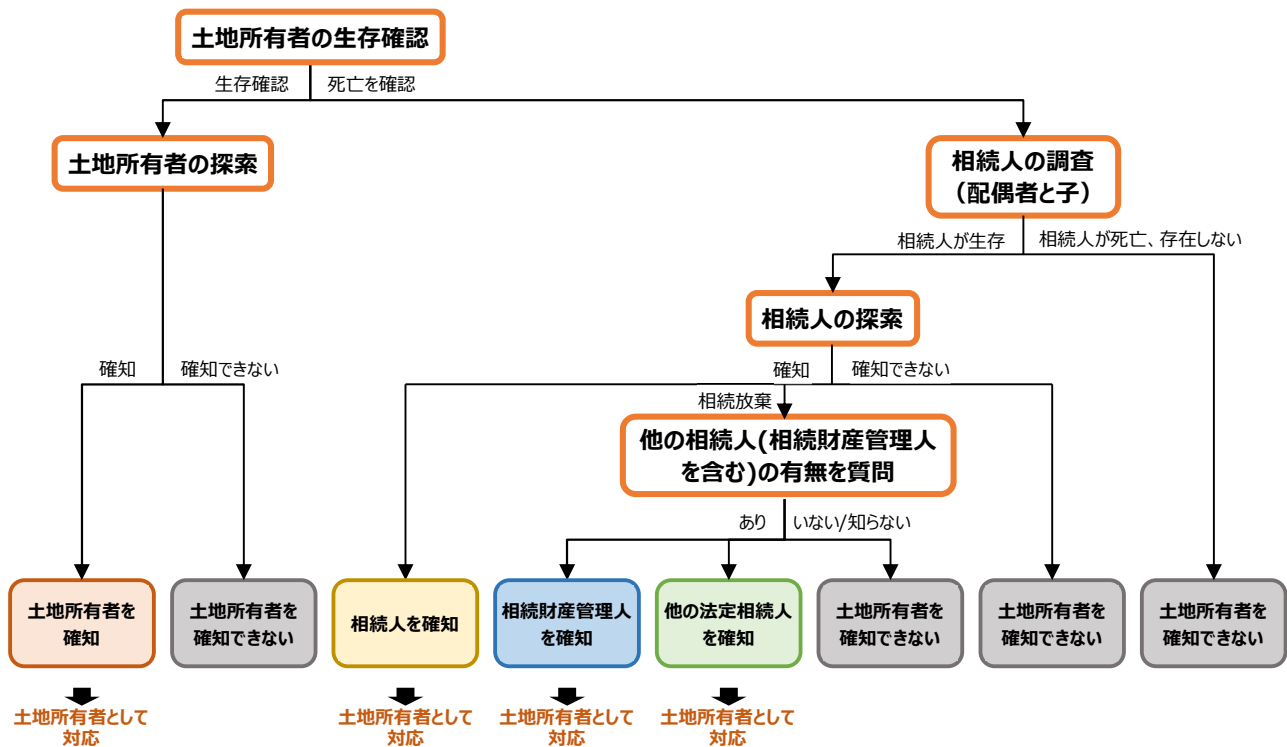 土地所有者の生存確認
生存確認
死亡を確認
土地所有者の探索
相続人の調査
（配偶者と子）
相続人が生存
相続人が死亡、存在しない
相続人の探索
確知
確知できない
確知
確知できない
相続放棄
他の相続人(相続財産管理人
を含む)の有無を質問
あり
いない/知らない
土地所有者を
確知
土地所有者を
確知できない
相続人を確知
相続財産管理人
を確知
他の法定相続人
を確知
土地所有者を
確知できない
土地所有者を
確知できない
土地所有者を
確知できない
土地所有者として
対応
土地所有者として
対応
土地所有者として
対応
土地所有者として
対応